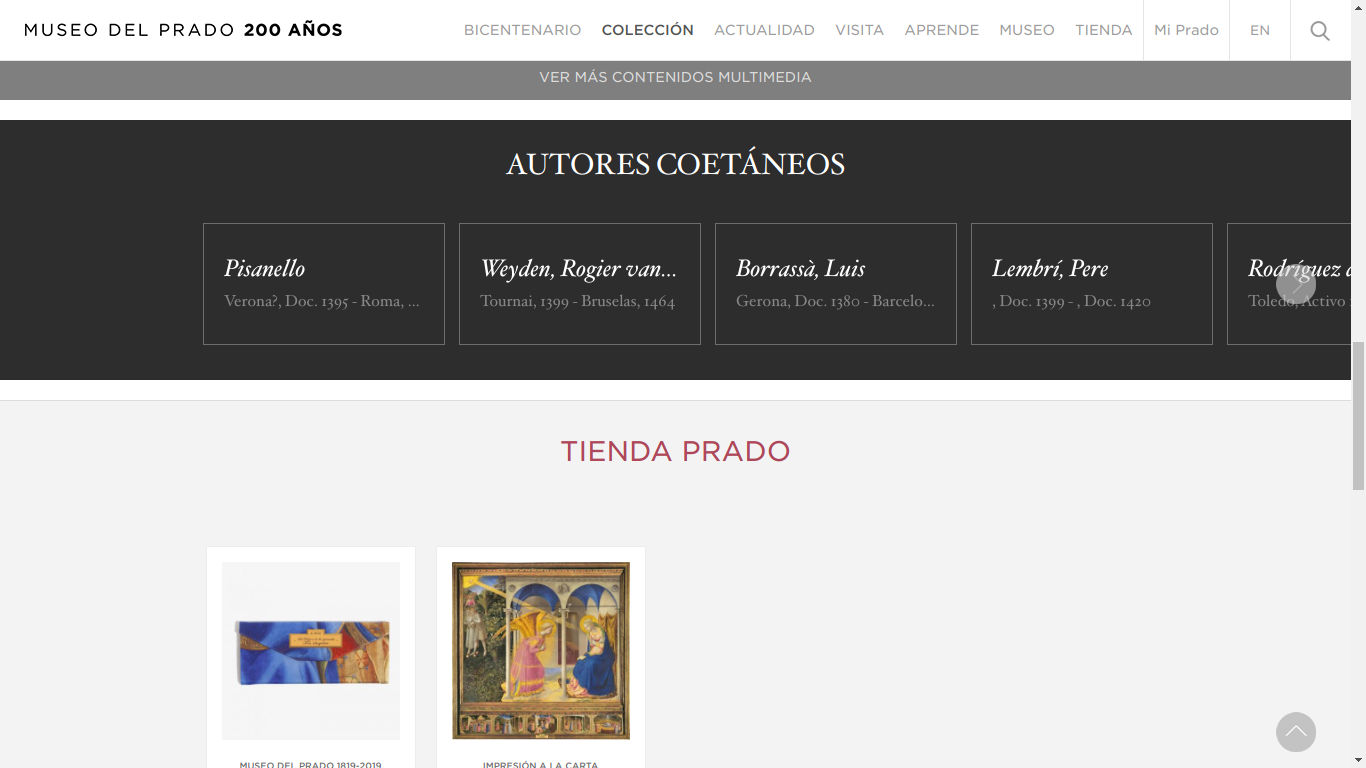 MUSEO DEL PRADO 200 AÑOS
BICENTENARIO COLECCIÓN ACTUALIDAD VISITA APRENDE MUSEO TIENDA Mi Prado EN
VER MÁS CONTENIDOS MULTIMEDIA
AUTORES COETÁNEOS
Pisanello
Verona?, Doc. 1395 - Roma, ...
Weyden, Rogier van...
Tournai, 1399 - Bruselas, 1464
Borrassà, Luis
Gerona, Doc. 1380 - Barcelo...
Lembrí, Pere
, Doc. 1399 - , Doc. 1420
Rodríguez
Toledo, Activo
TIENDA PRADO
MUSEO DEL PRADO 1819-2019
IMPRESIÓN A LA CARTA